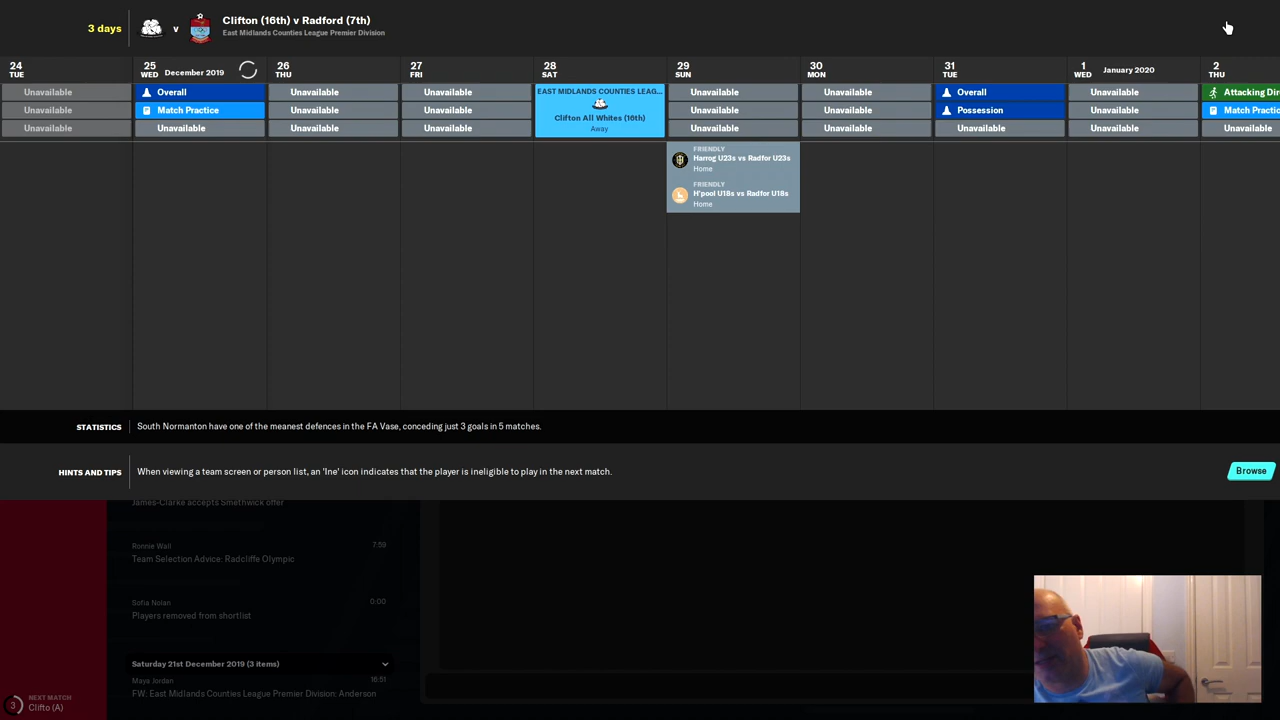 3 days
v
Clifton (16th) v Radford (7th)
East Midlands Counties League Premier Division
24
TUE
25
WED December 2019
26
THU
27
FRI
28
SAT
29
SUN
30
MON
31
TUE
1
WED January 2020
2
THU
Unavailable
Overall
Unavailable
Unavailable
EAST MIDLANDS COUNTIES LEAG...
Unavailable
Unavailable
Overall
Unavailable
Attacking Dir
Unavailable
Match Practice
Unavailable
Unavailable
Clifton All Whites (16th)
Unavailable
Unavailable
Possession
Unavailable
Match Practic
Unavailable
Unavailable
Unavailable
Unavailable
Away
Unavailable
Unavailable
Unavailable
Unavailable
Unavailable
FRIENDLY
Harrog U23s vs Radfor U23s
Home
FRIENDLY
H'pool U18s vs Radfor U18s
Home
STATISTICS
South Normanton have one of the meanest defences in the FA Vase, conceding just 3 goals in 5 matches.
HINTS AND TIPS
When viewing a team screen or person list, an 'Ine' icon indicates that the player is ineligible to play in the next match.
Browse
James-Clarke accepts Smethwick offer
Ronnie Wall 7:59
Team Selection Advice: Radcliffe Olympic
Sofia Nolan 0:00
Players removed from shortlist
Saturday 21st December 2019 (3 items)
Maya Jordan 16:51
FW: East Midlands Counties League Premier Division: Anderson
3
NEXT MATCH
Clifto (A)